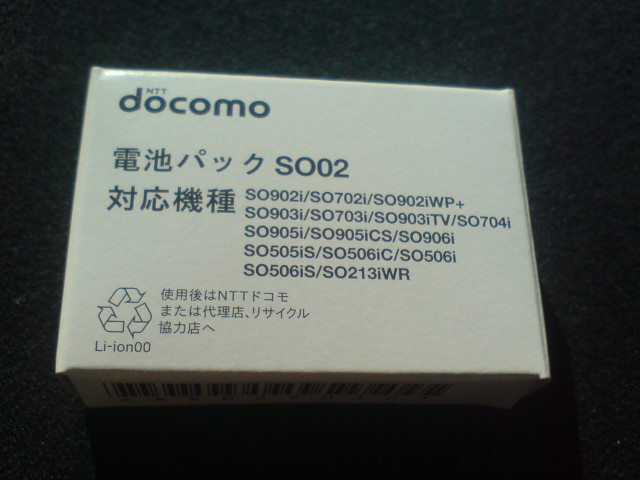 NTT
docomo
電池パック SO02
対応機種
SO902i/SO702i/SO902iWP+
SO903i/SO703i/SO903iTV/SO704i
SO905i/SO905iCS/SO906i
SO505iS/SO506iC/SO506i
SO506iS/SO213iWR
使用後はNTTドコモ
または代理店、リサイクル
協力店へ
Li-ion00